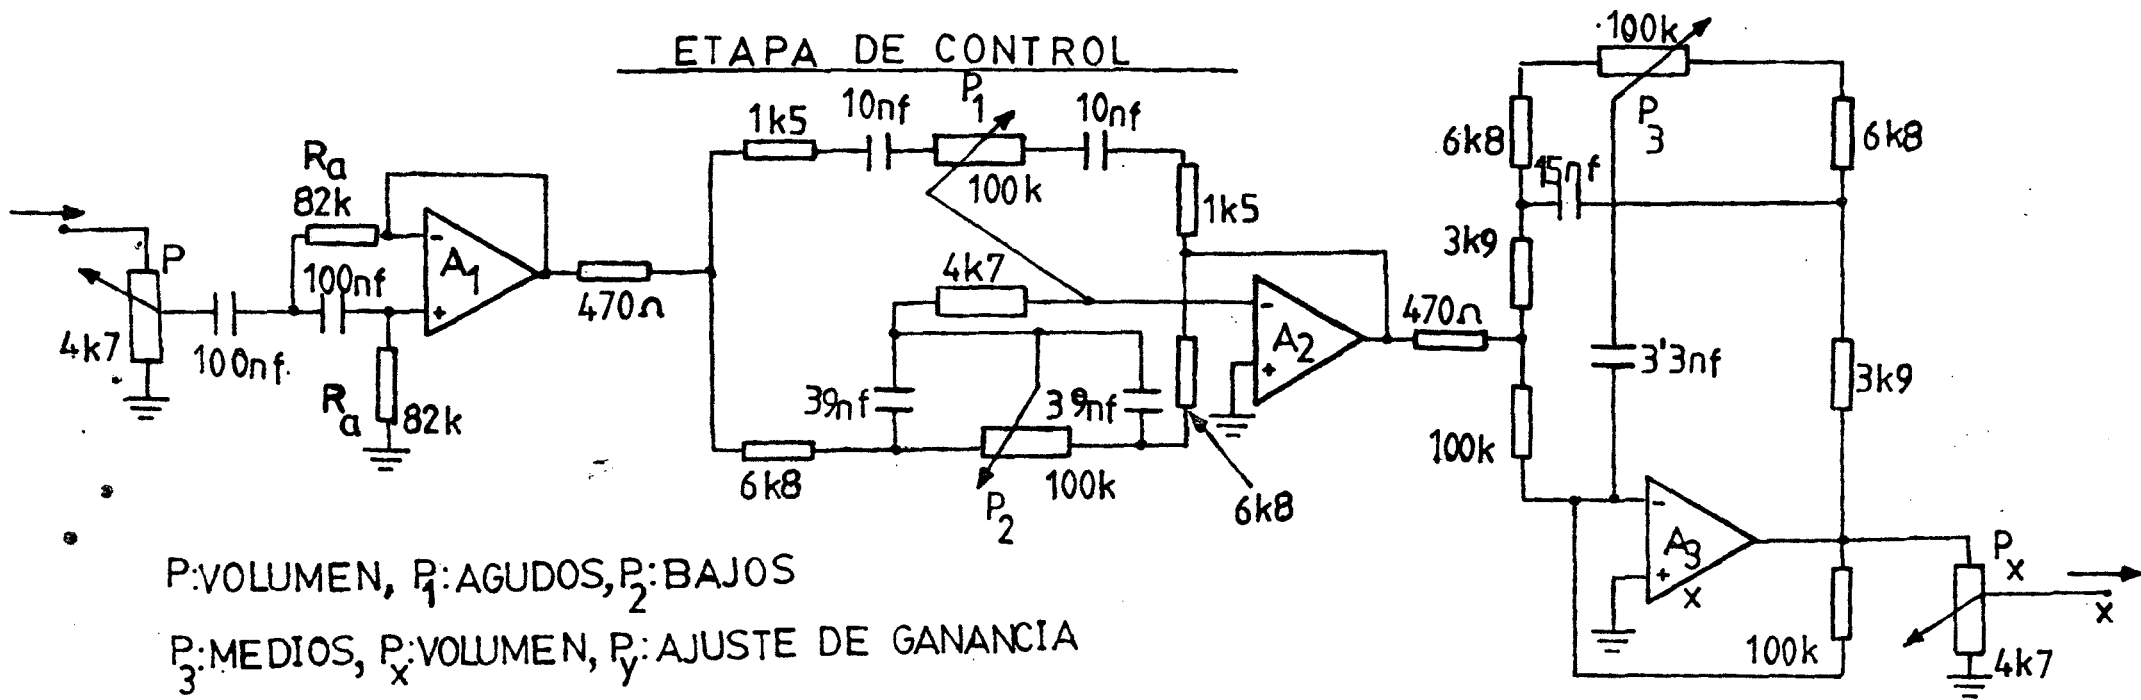 ETAPA DE CONTROL
P
4k7
100nf.
Ra
82k
100nf
Ra
82k
-
+
A1
470Ω
1k5
10nf
P1
100k
10nf
1k5
4k7
39nf
39nf
6k8
P2
100k
6k8
-
+
A2
470Ω
100k
P3
6k8
6k8
15nf
3k9
3'3nf
3k9
100k
-
+
A3
x
100k
Px
x
4k7
P:VOLUMEN, P1:AGUDOS, P2:BAJOS
P3:MEDIOS, Px:VOLUMEN, Py:AJUSTE DE GANANCIA